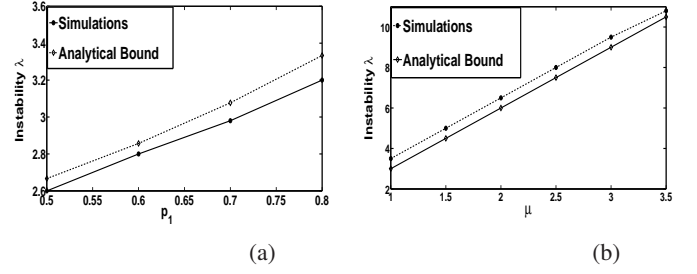 3.6
3.4
3.2
3
2.8
2.6
Instability λ
Simulations
Analytical Bound
0.5 0.55 0.6 0.65 0.7 0.75 0.8
p1
(a)
10
8
6
4
2
Instability λ
Simulations
Analytical Bound
1 1.5 2 2.5 3 3.5
μ
(b)